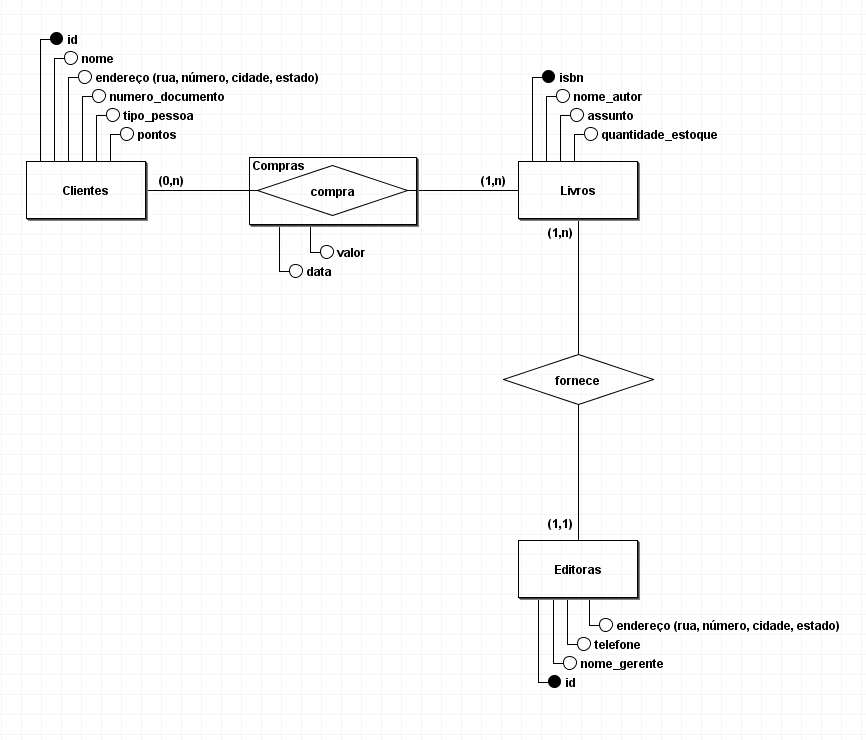 id
nome
endereço (rua, número, cidade, estado)
numero_documento
tipo_pessoa
pontos
Clientes
(0,n)
Compras
compra
valor
data
(1,n)
isbn
nome_autor
assunto
quantidade_estoque
Livros
(1,n)
fornece
(1,1)
Editoras
endereço (rua, número, cidade, estado)
telefone
nome_gerente
id